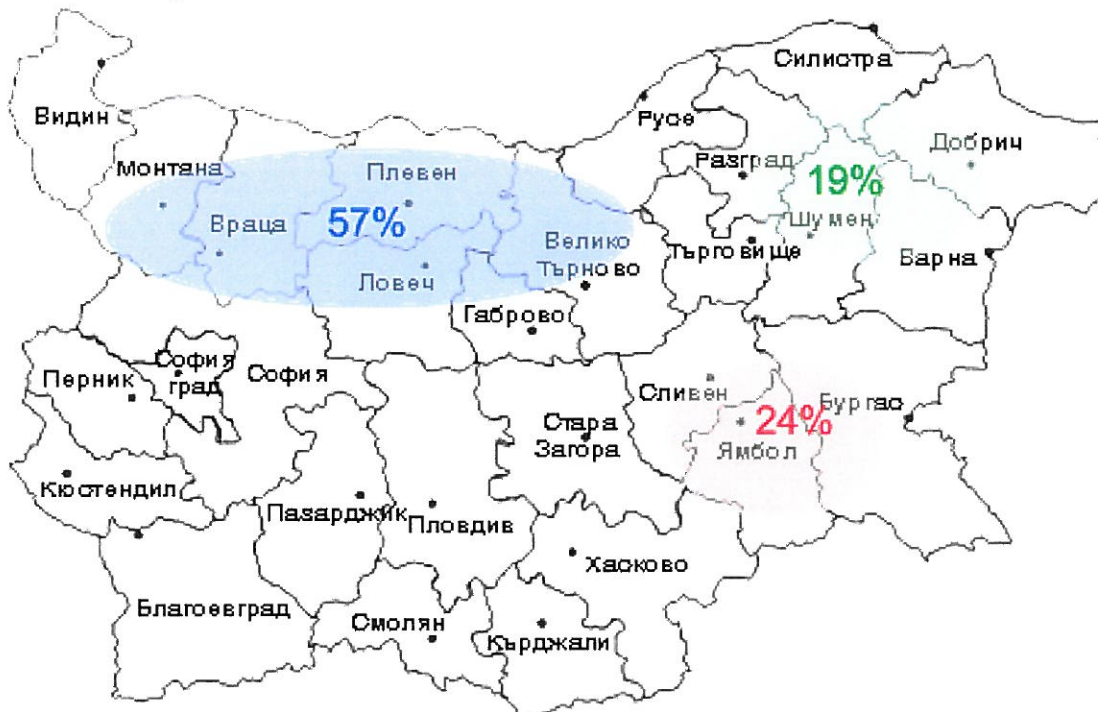 Силистра
Видин
Русе
Добрич
Монтана
Плевен
Разград
19%
Враца
57%
Шумен
Велико
Търново
Търговище
Варна
Ловеч
Габрово
София
град
София
Перник
Сливен
Бургас
24%
Стара
Загора
Ямбол
Кюстендил
Пазарджик
Пловдив
Хасково
Благоевград
Смолян
Кърджали